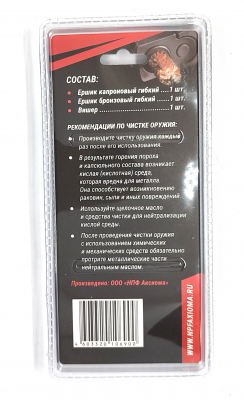 СОСТАВ:
Ершик капроновый гибкий ..... 1 шт.
Ершик бронзовый гибкий ...... 1 шт.
Вишер ..... 1 шт.
РЕКОМЕНДАЦИИ ПО ЧИСТКЕ ОРУЖИЯ:
Производите чистку оружия каждый
раз после его использования.
В результате горения пороха
и капсюльного состава возникает
кислая (кислотная) среда,
которая вредна для металла.
Она способствует возникновению
раковин, сыпи и иных повреждений.
Используйте щелочное масло
и средства чистки для нейтрализации
кислой среды.
После проведения чистки оружия
с использованием химических
и механических средств обязательно
протрите металлические части
нейтральным маслом.
Произведено: ООО «НПФ Аксиома»
WWW.NPFAXIOMA.RU